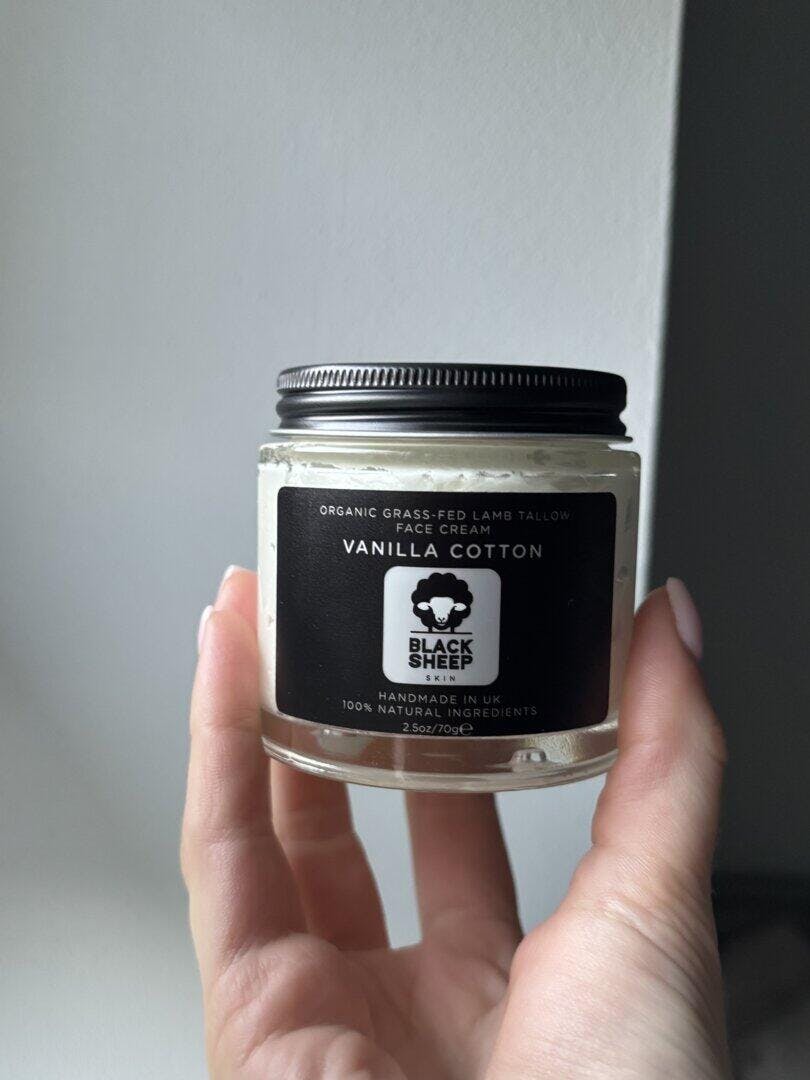 ORGANIC GRASS-FED LAMB TALLOW
FACE CREAM
VANILLA COTTON
BLACK
SHEEP
SKIN
HANDMADE IN UK
100% NATURAL INGREDIENTS
2.5oz/70g℮